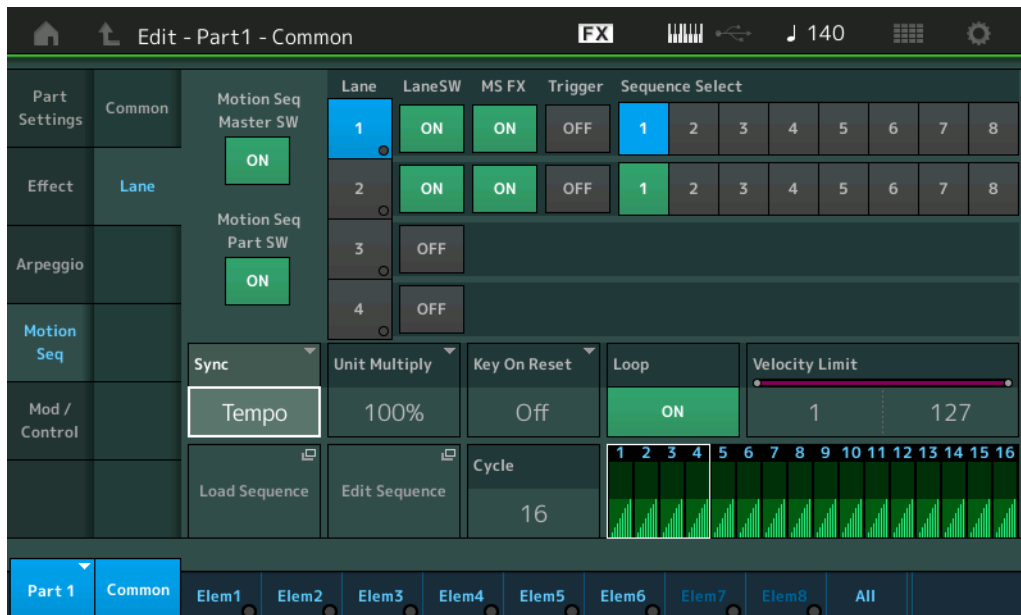 Edit - Part1 - Common FX ♩ 140
Part
Settings
Effect
Arpeggio
Motion
Seq
Mod /
Control
Common
Lane
Motion Seq
Master SW
ON
Motion Seq
Part SW
ON
Lane LaneSW MS FX Trigger Sequence Select
1 ON ON OFF 1 2 3 4 5 6 7 8
2 ON ON OFF 1 2 3 4 5 6 7 8
3 OFF
4 OFF
Sync Unit Multiply Key On Reset Loop Velocity Limit
Tempo 100% Off ON 1 127
Load Sequence Edit Sequence Cycle 16
1 2 3 4 5 6 7 8 9 10 11 12 13 14 15 16
Part 1 Common Elem1 Elem2 Elem3 Elem4 Elem5 Elem6 Elem7 Elem8 All